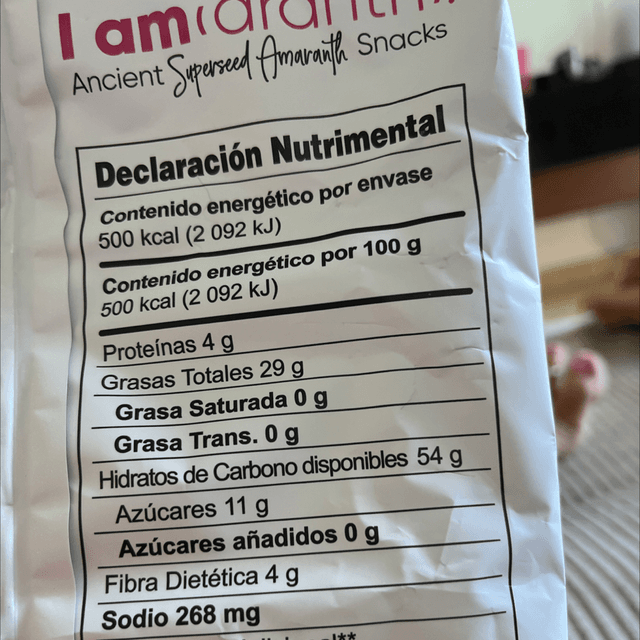 I am
Ancient Superseed Amaranth Snacks
Declaración Nutrimental
Contenido energético por envase
500 kcal (2 092 kJ)
Contenido energético por 100 g
500 kcal (2 092 kJ)
Proteínas 4 g
Grasas Totales 29 g
Grasa Saturada 0 g
Grasa Trans. 0 g
Hidratos de Carbono disponibles 54 g
Azúcares 11 g
Azúcares añadidos 0 g
Fibra Dietética 4 g
Sodio 268 mg